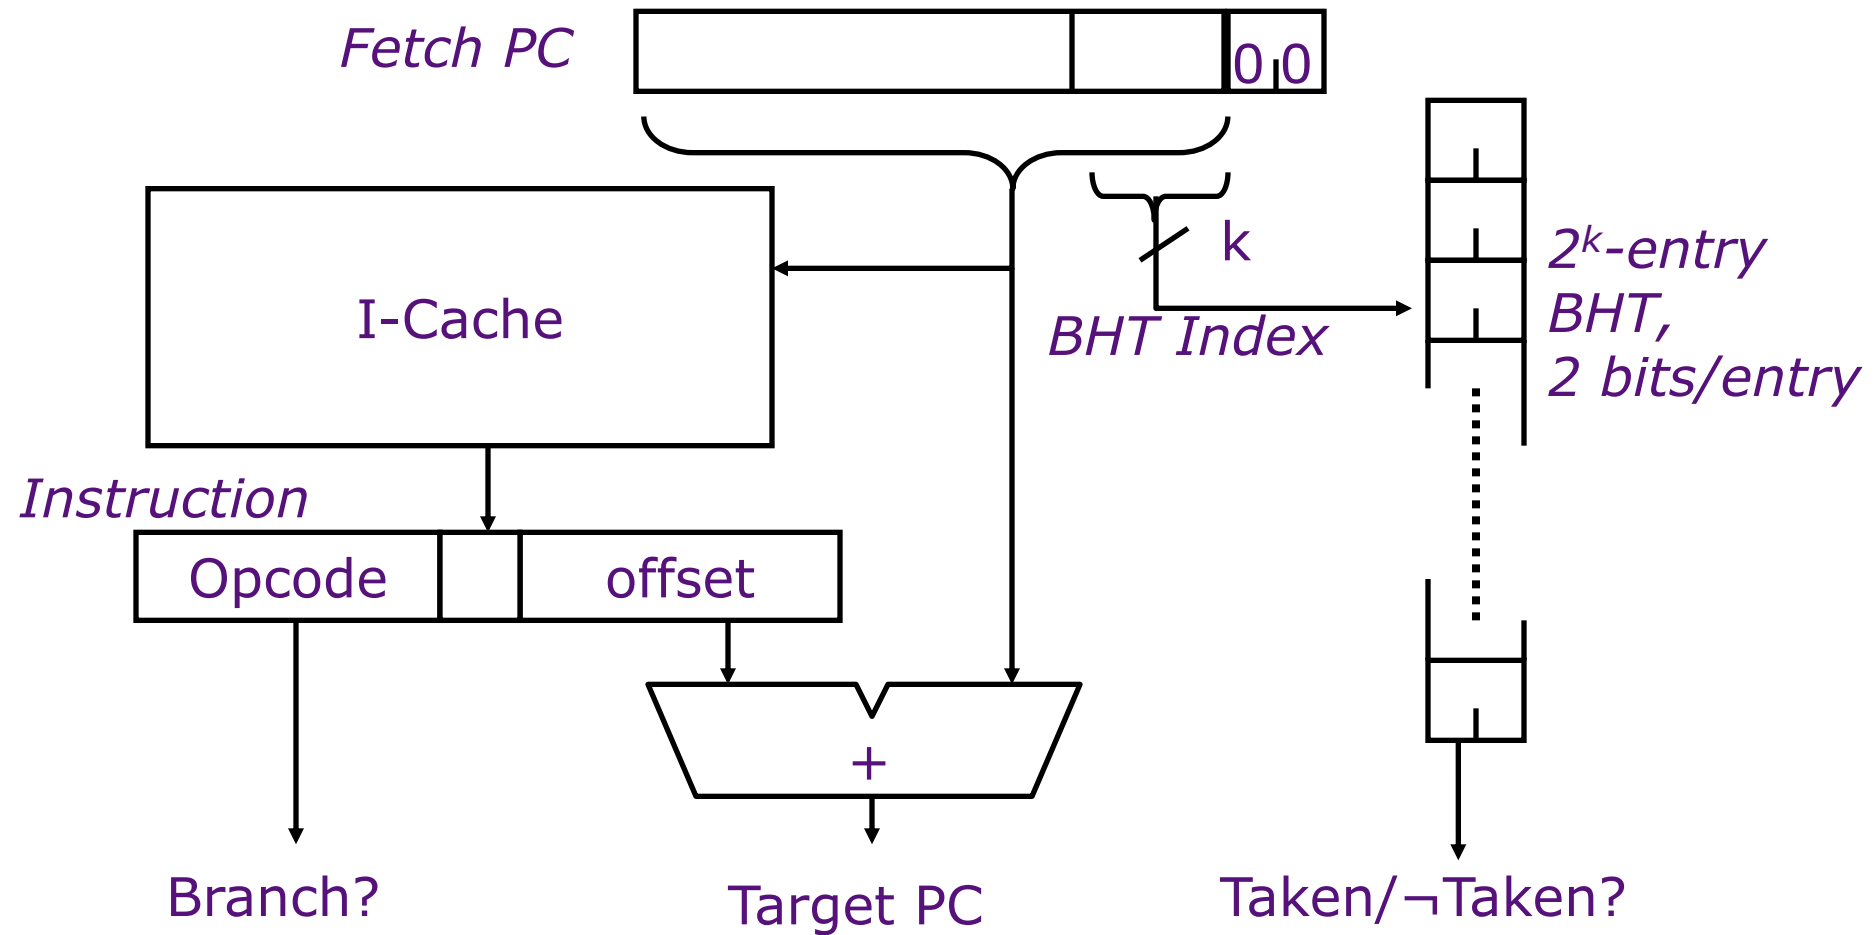 Fetch PC
0 0
k
2ᵏ-entry
BHT,
2 bits/entry
I-Cache
BHT Index
Instruction
Opcode
offset
+
Branch?
Target PC
Taken/¬Taken?